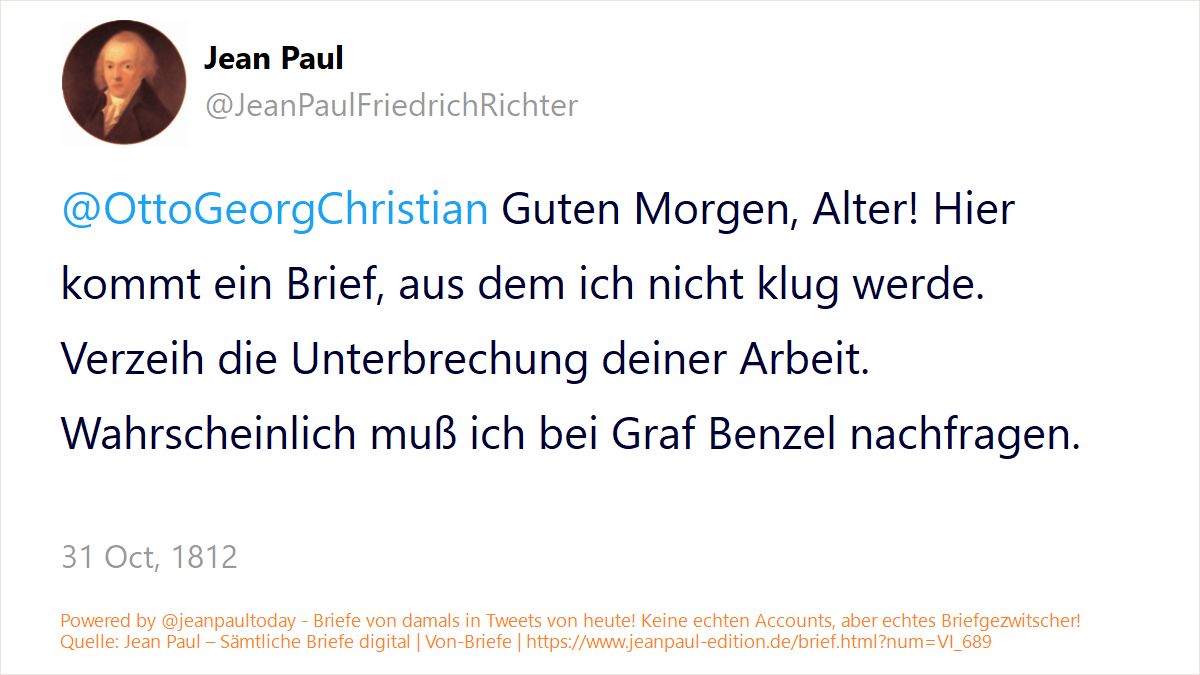 Jean Paul
@JeanPaulFriedrichRichter
@OttoGeorgChristian Guten Morgen, Alter! Hier
kommt ein Brief, aus dem ich nicht klug werde.
Verzeih die Unterbrechung deiner Arbeit.
Wahrscheinlich muß ich bei Graf Benzel nachfragen.
31 Oct, 1812
Powered by @jeanpaultoday - Briefe von damals in Tweets von heute! Keine echten Accounts, aber echtes Briefgezwitscher!
Quelle: Jean Paul – Sämtliche Briefe digital | Von-Briefe | https://www.jeanpaul-edition.de/brief.html?num=VI_689